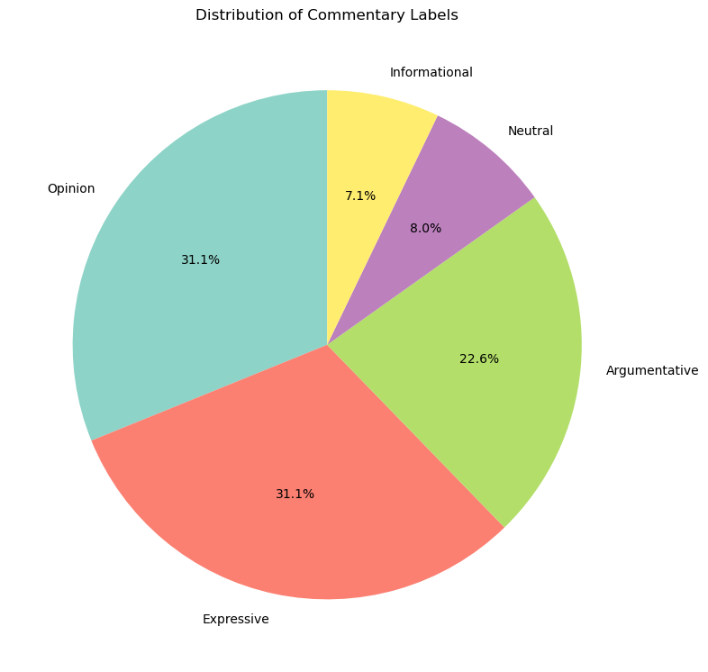 Distribution of Commentary Labels
Informational
Neutral
Opinion
7.1%
8.0%
31.1%
22.6%
Argumentative
31.1%
Expressive